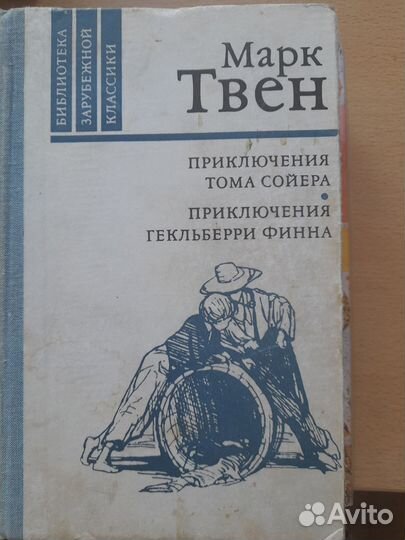 БИБЛИОТЕКА
ЗАРУБЕЖНОЙ
КЛАССИКИ
Марк
Твен
ПРИКЛЮЧЕНИЯ
ТОМА СОЙЕРА
•
ПРИКЛЮЧЕНИЯ
ГЕКЛЬБЕРРИ ФИННА
Avito